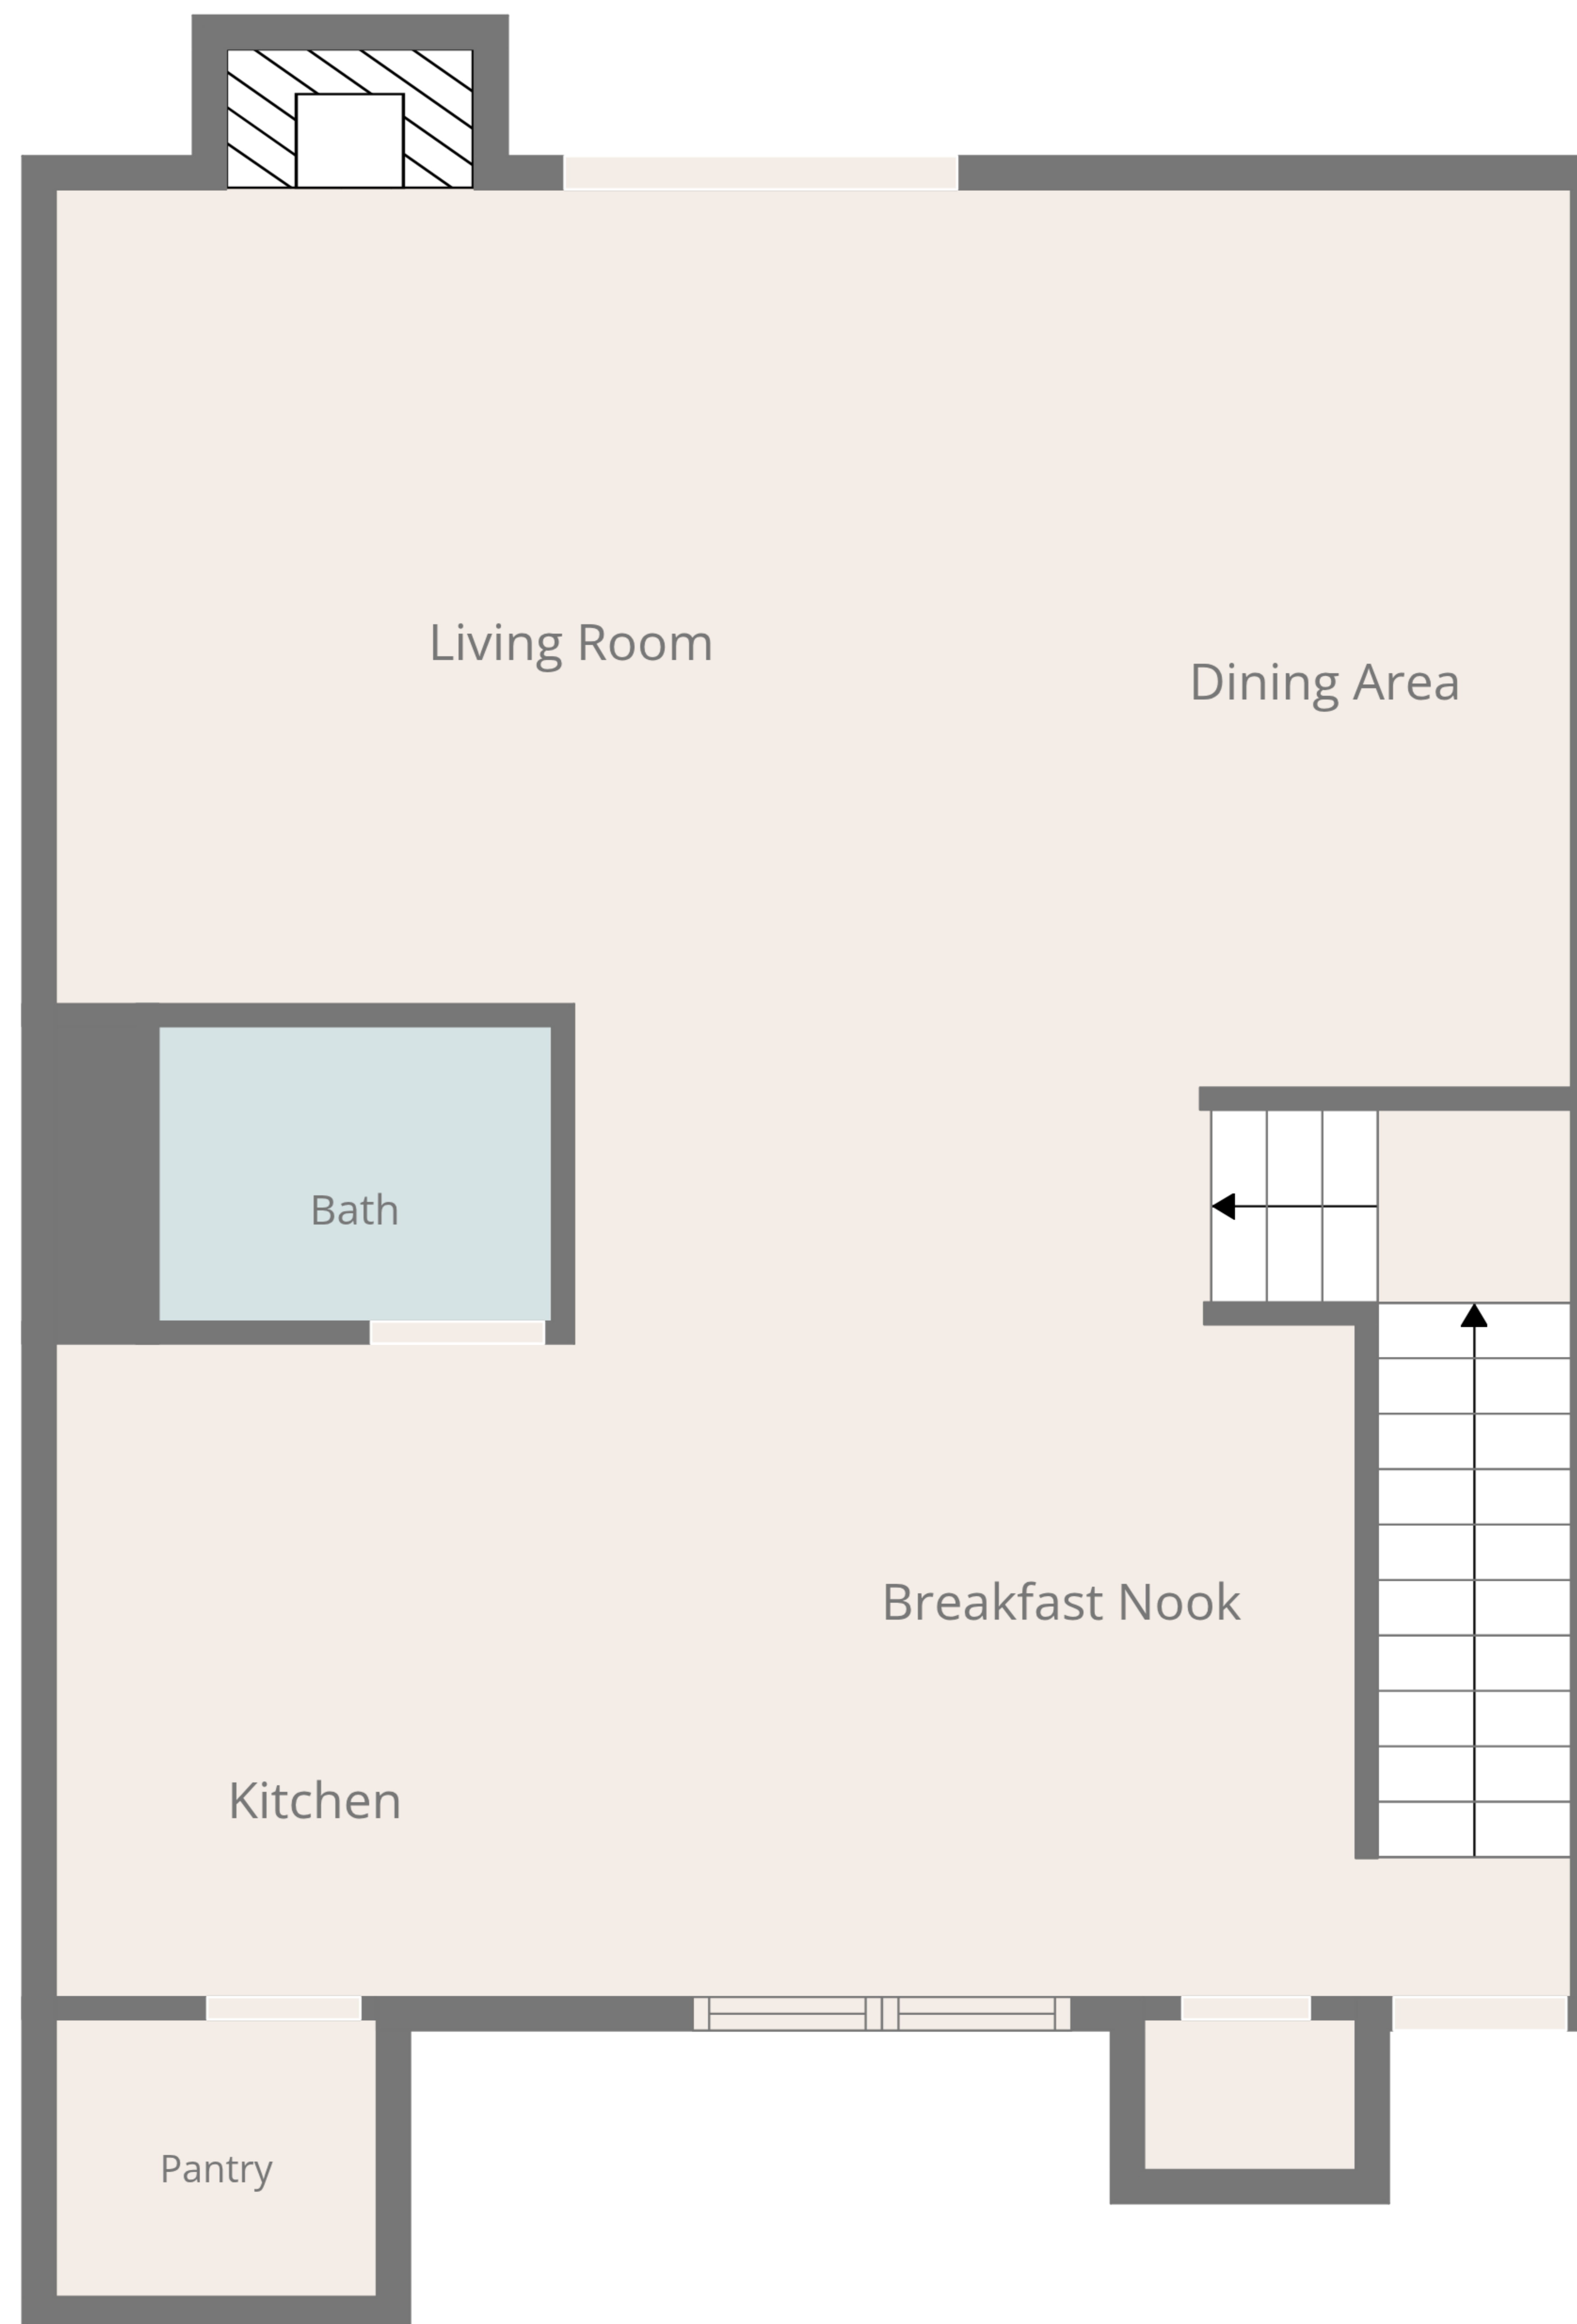 Living Room
Dining Area
Bath
Breakfast Nook
Kitchen
Pantry